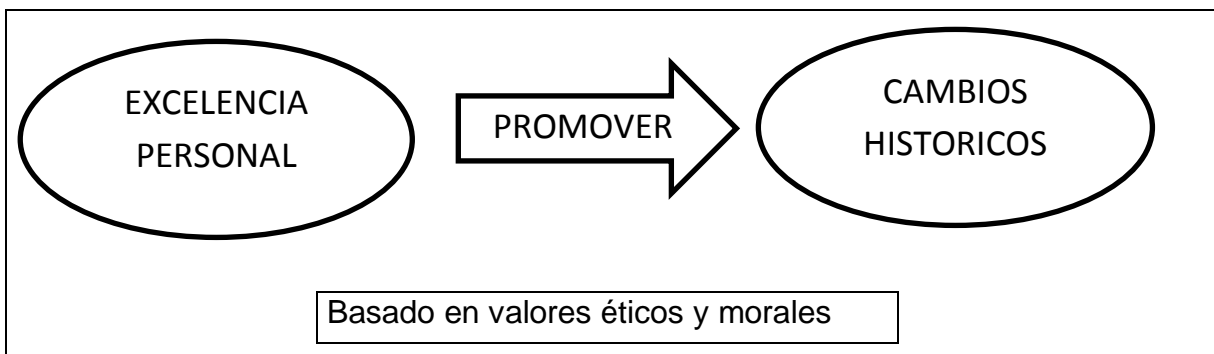 EXCELENCIA
PERSONAL
PROMOVER
CAMBIOS
HISTORICOS
Basado en valores éticos y morales